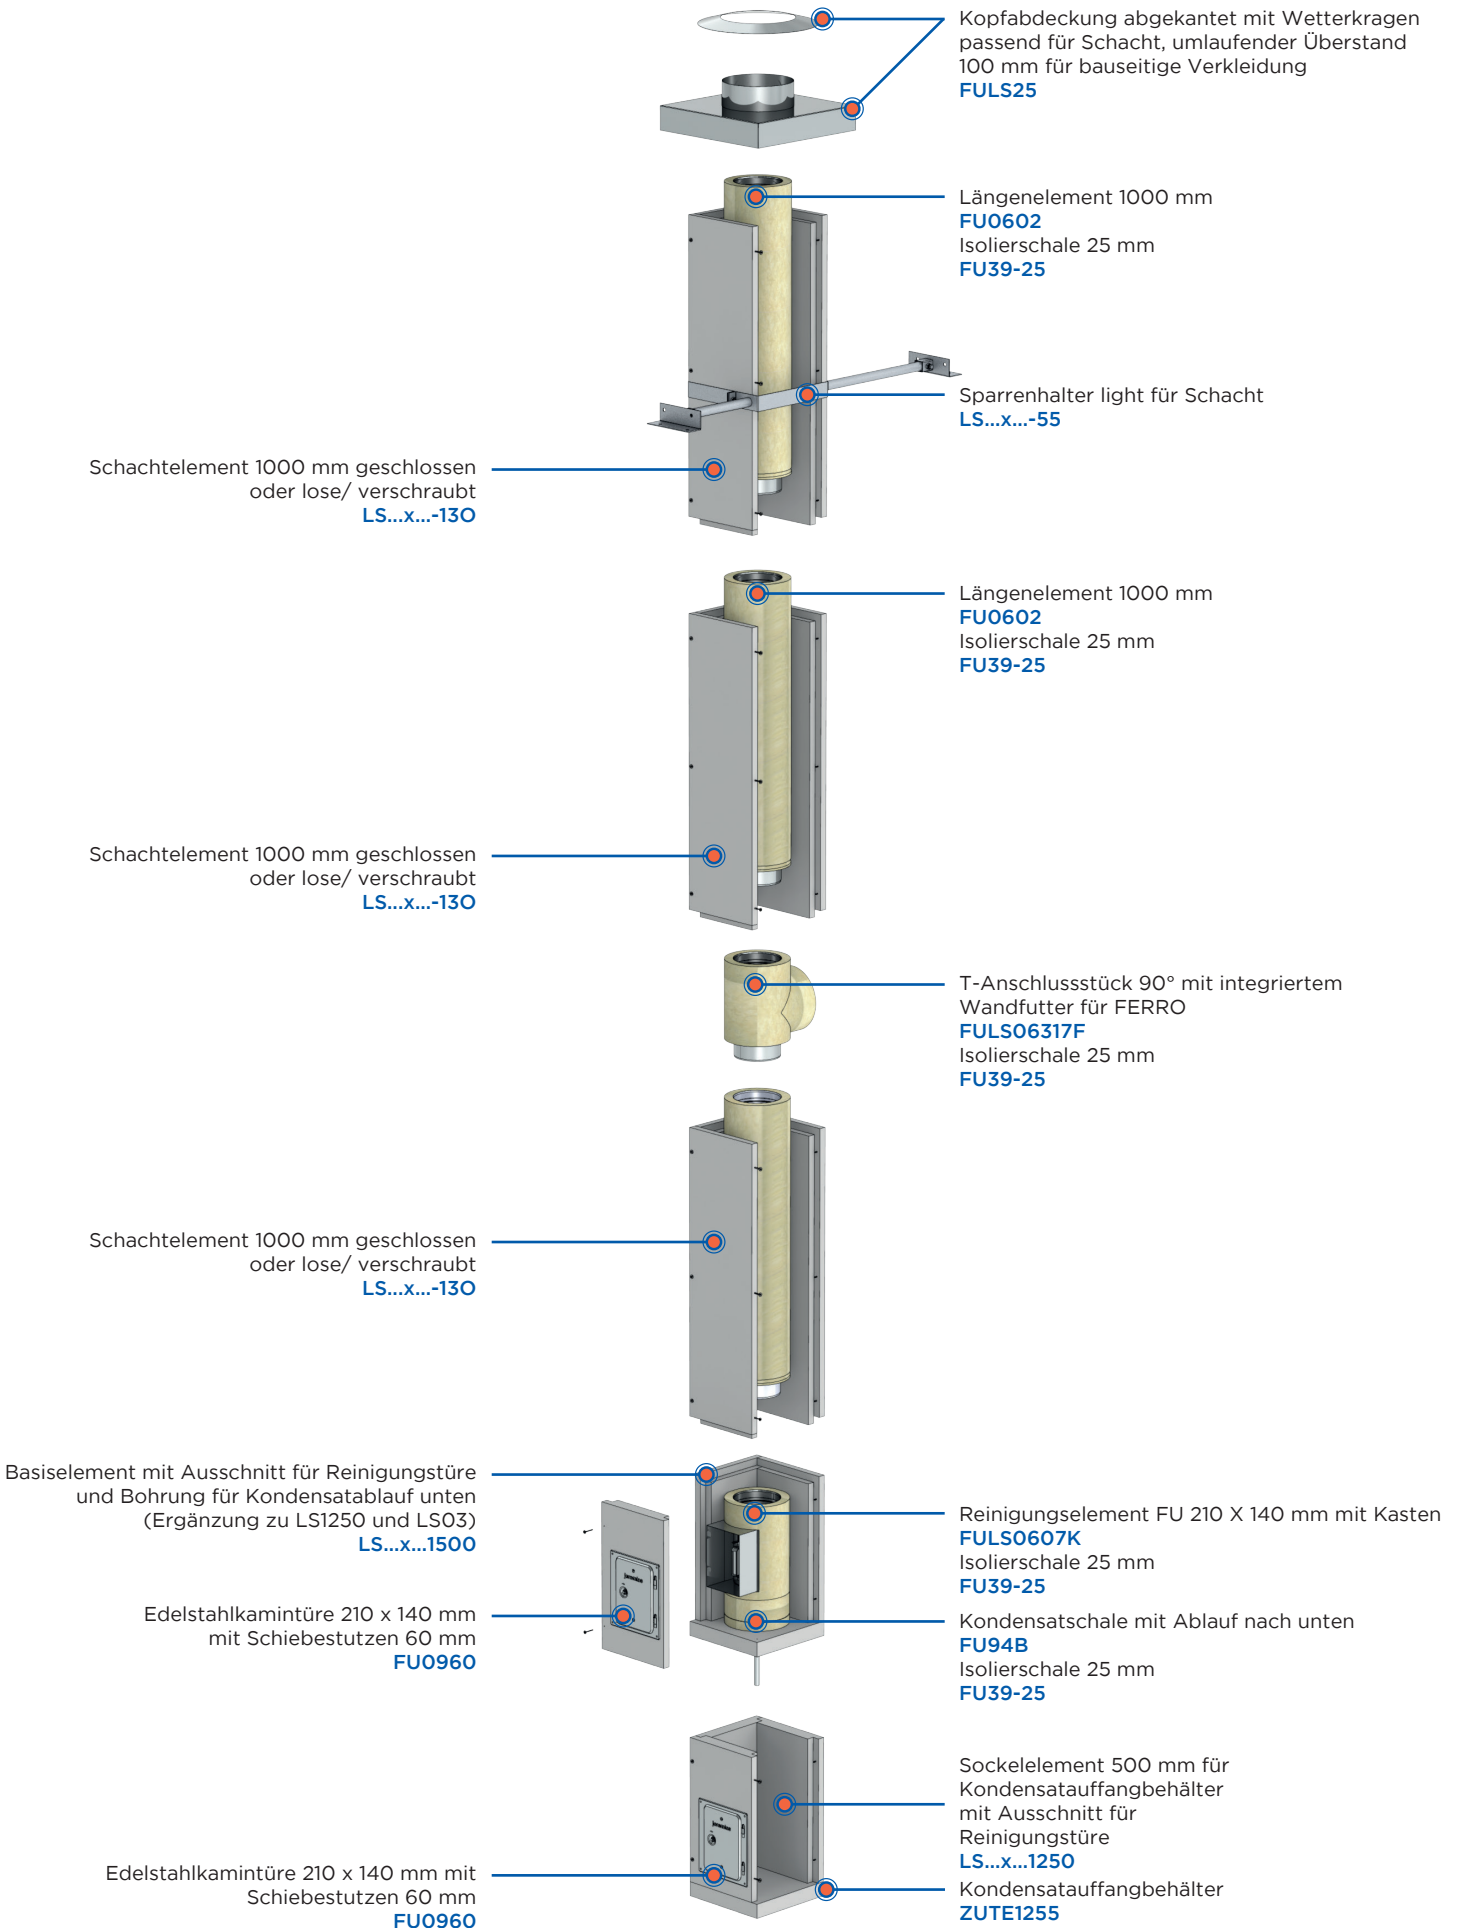 Kopfabdeckung abgekantet mit Wetterkragen
passend für Schacht, umlaufender Überstand
100 mm für bauseitige Verkleidung
FULS25
Längenelement 1000 mm
FU0602
Isolierschale 25 mm
FU39-25
Sparrenhalter light für Schacht
LS...x...-55
Schachtelement 1000 mm geschlossen
oder lose/ verschraubt
LS...x...-13O
Längenelement 1000 mm
FU0602
Isolierschale 25 mm
FU39-25
Schachtelement 1000 mm geschlossen
oder lose/ verschraubt
LS...x...-13O
T-Anschlussstück 90° mit integriertem
Wandfutter für FERRO
FULS06317F
Isolierschale 25 mm
FU39-25
Schachtelement 1000 mm geschlossen
oder lose/ verschraubt
LS...x...-13O
Basiselement mit Ausschnitt für Reinigungstüre
und Bohrung für Kondensatablauf unten
(Ergänzung zu LS1250 und LS03)
LS...x...1500
Reinigungselement FU 210 X 140 mm mit Kasten
FULS0607K
Isolierschale 25 mm
FU39-25
Edelstahlkamintüre 210 x 140 mm
mit Schiebestutzen 60 mm
FU0960
Kondensatschale mit Ablauf nach unten
FU94B
Isolierschale 25 mm
FU39-25
Sockelelement 500 mm für
Kondensatauffangbehälter
mit Ausschnitt für
Reinigungstüre
LS...x...1250
Edelstahlkamintüre 210 x 140 mm mit
Schiebestutzen 60 mm
FU0960
Kondensatauffangbehälter
ZUTE1255